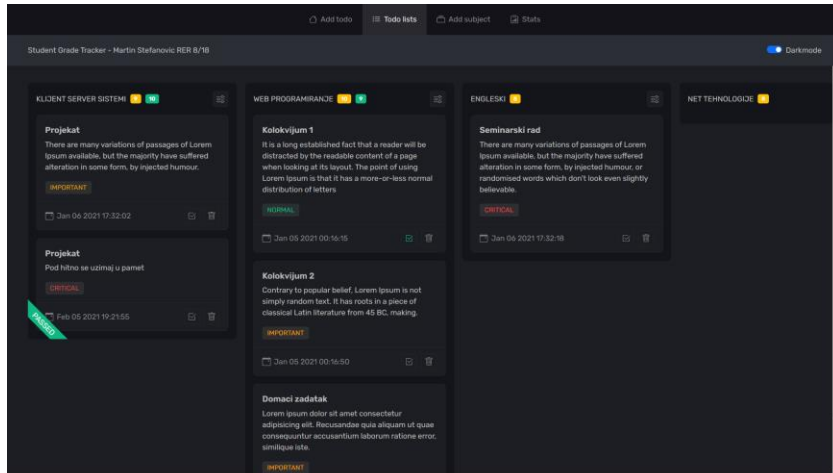 Add todo
Todo lists
Add subject
Stats
Student Grade Tracker - Martin Stefanovic RER 8/18
Darkmode
KLIJENT SERVER SISTEMI 10
Projekat
There are many variations of passages of Lorem
Ipsum available, but the majority have suffered
alteration in some form, by injected humour.
IMPORTANT
Jan 06 2021 17:32:02
Projekat
Pod hitno se uzimaj u pamet
CRITICAL
Feb 05 2021 19:21:55
PASSED
WEB PROGRAMIRANJE 10
Kolokvijum 1
It is a long established fact that a reader will be
distracted by the readable content of a page
when looking at its layout. The point of using
Lorem Ipsum is that it has a more-or-less normal
distribution of letters
NORMAL
Jan 05 2021 00:16:15
Kolokvijum 2
Contrary to popular belief, Lorem Ipsum is not
simply random text. It has roots in a piece of
classical Latin literature from 45 BC, making.
IMPORTANT
Jan 05 2021 00:16:50
Domaci zadatak
Lorem ipsum dolor sit amet consectetur
adipisicing elit. Recusandae quia aliquam ut quae
consequuntur accusantium laborum ratione error,
similique iste.
IMPORTANT
ENGLESKI
Seminarski rad
There are many variations of passages of Lorem
Ipsum available, but the majority have suffered
alteration in some form, by injected humour, or
randomised words which don't look even slightly
believable.
CRITICAL
Jan 06 2021 17:32:18
NET TEHNOLOGIJE